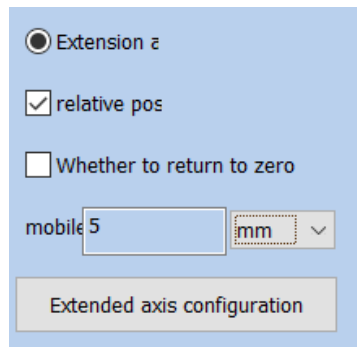 Extension a
relative pos
Whether to return to zero
mobile 5 mm
Extended axis configuration